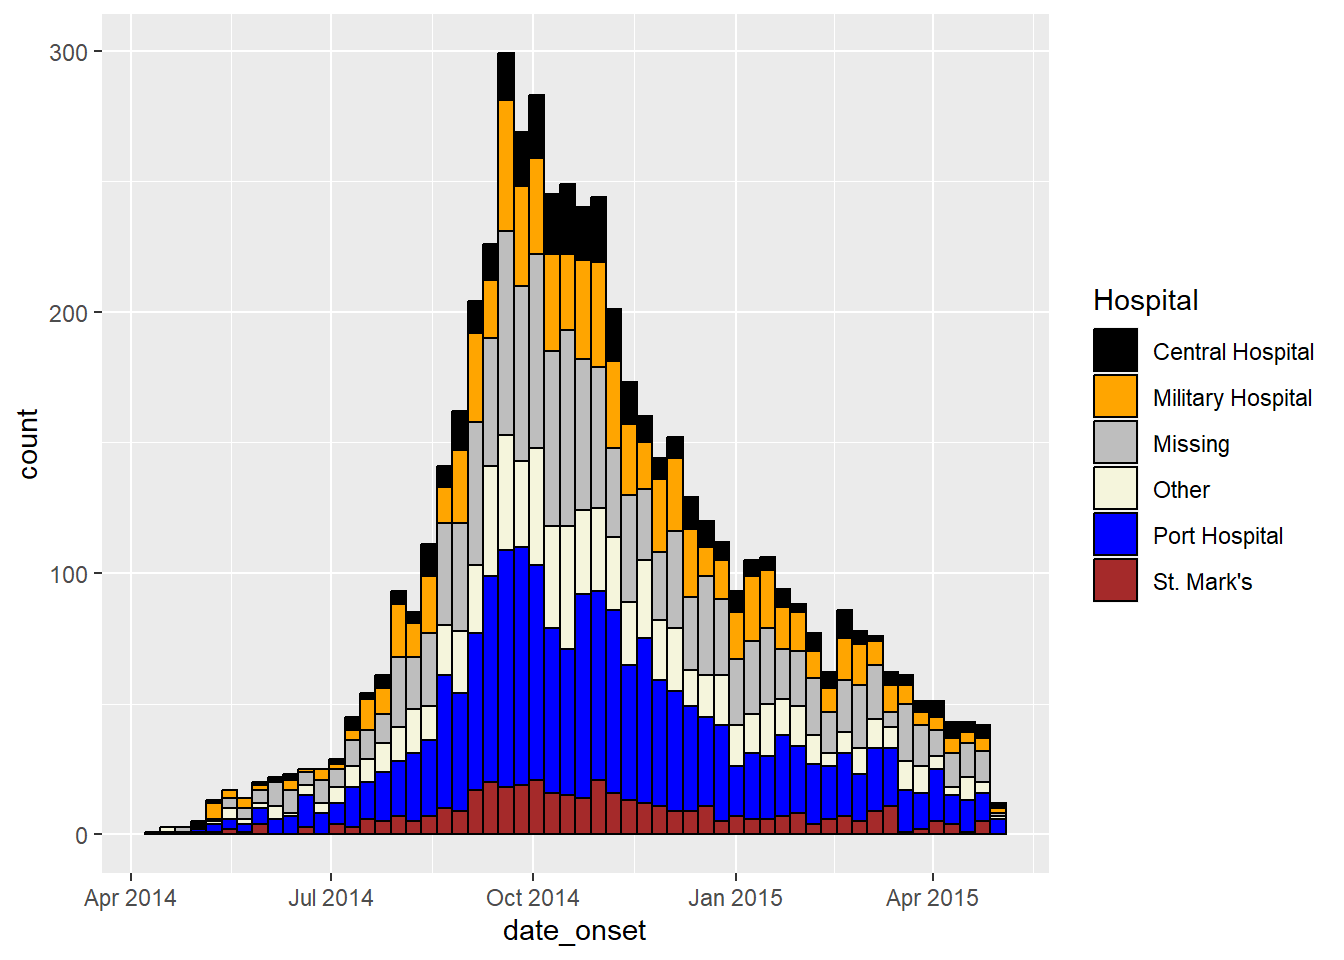 300
200
100
0
count
Apr 2014
Jul 2014
Oct 2014
Jan 2015
Apr 2015
date_onset
Hospital
Central Hospital
Military Hospital
Missing
Other
Port Hospital
St. Mark's